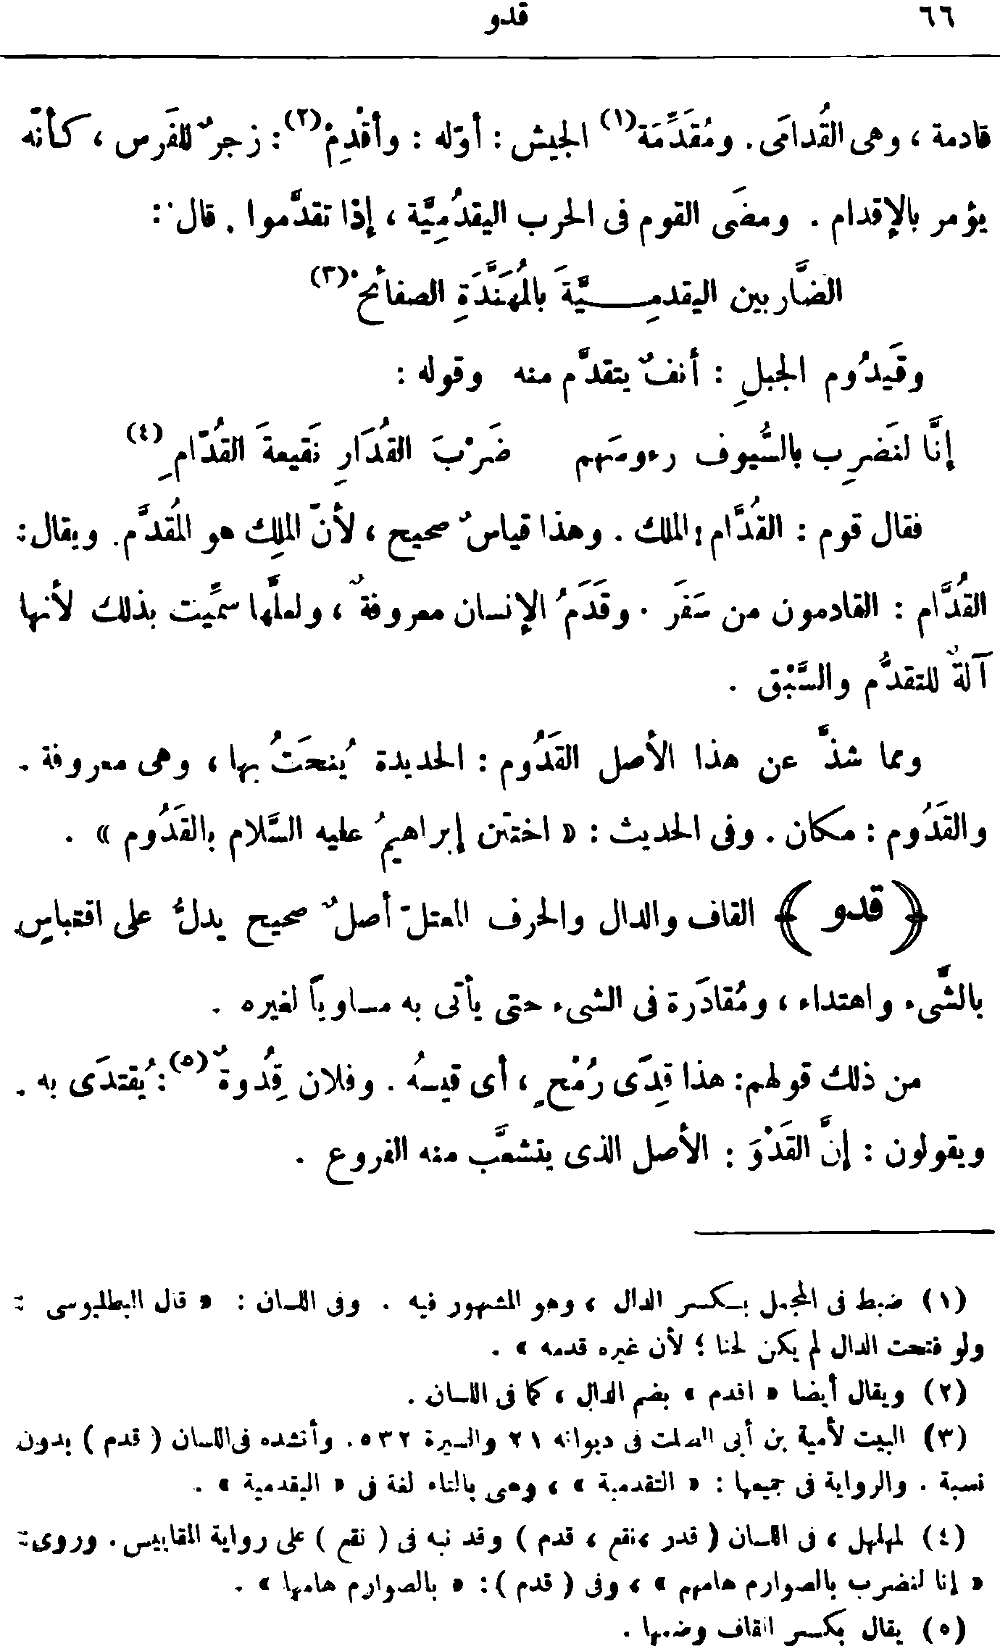 ٦٦ قدو
قادمة ، وهى القُدامَى. ومُقَدِّمَة(١) الجيش : أوّله : وأقْدِمْ(٢) : زجرٌ للفَرس ، كأنّه
يؤمر بالإقدام . ومضَى القوم فى الحرب اليقدُمِيَّة ، إذا تقدَّموا . قال :
الضَّاربين اليقدميَّةَ بالمُهَنَّدَةِ الصفائحْ(٣)
وقَيدُوم الجبلِ : أنفٌ يتقدَّم منه وقوله :
إنَّا لنَضرِب بالسُّيوف رءوسَهم ضَرْبَ القُدَارِ نَقيعةَ القُدّامِ(٤)
فقال قوم : القُدَّام : الملك . وهذا قياسٌ صحيح ، لأنّ الملِك هو المُقدَّم. ويقال :
القُدَّام : القادمون من سَفَر . وقَدَمُ الإنسان معروفةٌ ، ولعلَّها سمِّيت بذلك لأنها
آلةٌ للتقدُّم والسَّبْق .
ومما شذَّ عن هذا الأصل القَدُوم : الحديدة يُنحَتُ بها ، وهى معروفة .
والقَدُوم : مكان . وفى الحديث : « اختتن إبراهيمُ عليه السَّلام بالقَدُوم » .
﴿ قدو ﴾ القاف والدال والحرف المعتلّ أصلٌ صحيح يدلُّ على اقتباسٍ
بالشَّىء واهتداء ، ومُقادَرة فى الشىء حتى يأتى به مساوياً لغيره .
من ذلك قولهم: هذا قِدَى رُمْحٍ ، أى قيسهُ . وفلان قِدُوةٌ(٥) : يُقتدَى به .
ويقولون : إنَّ القَدْوَ : الأصل الذى يتشعَّب منه الفروع .
(١) ضبط فى المجمل بكسر الدال ، وهو المشهور فيه . وفى اللسان : « قال البطليوسى :
ولو فتحت الدال لم يكن لحنا ؛ لأن غيره قدمه » .
(٢) ويقال أيضا « اقدم » بضم الدال ، كما فى اللسان .
(٣) البيت لأمية بن أبى الصلت فى ديوانه ٢١ والسيرة ٥٣٢ . وأنشده فى اللسان ( قدم ) بدون
نسبة . والرواية فى جميعها : « التقدمية » ، وهى بالتاء لغة فى « اليقدمية » .
(٤) لمهلهل ، فى اللسان ( قدر ، نقع ، قدم ) وقد نبه فى ( نقع ) على رواية المقاييس . وروى :
« إنا لنضرب بالصوارم هامهم » ، وفى ( قدم ) : « بالصوارم هامها » .
(٥) يقال بكسر القاف وضمها .